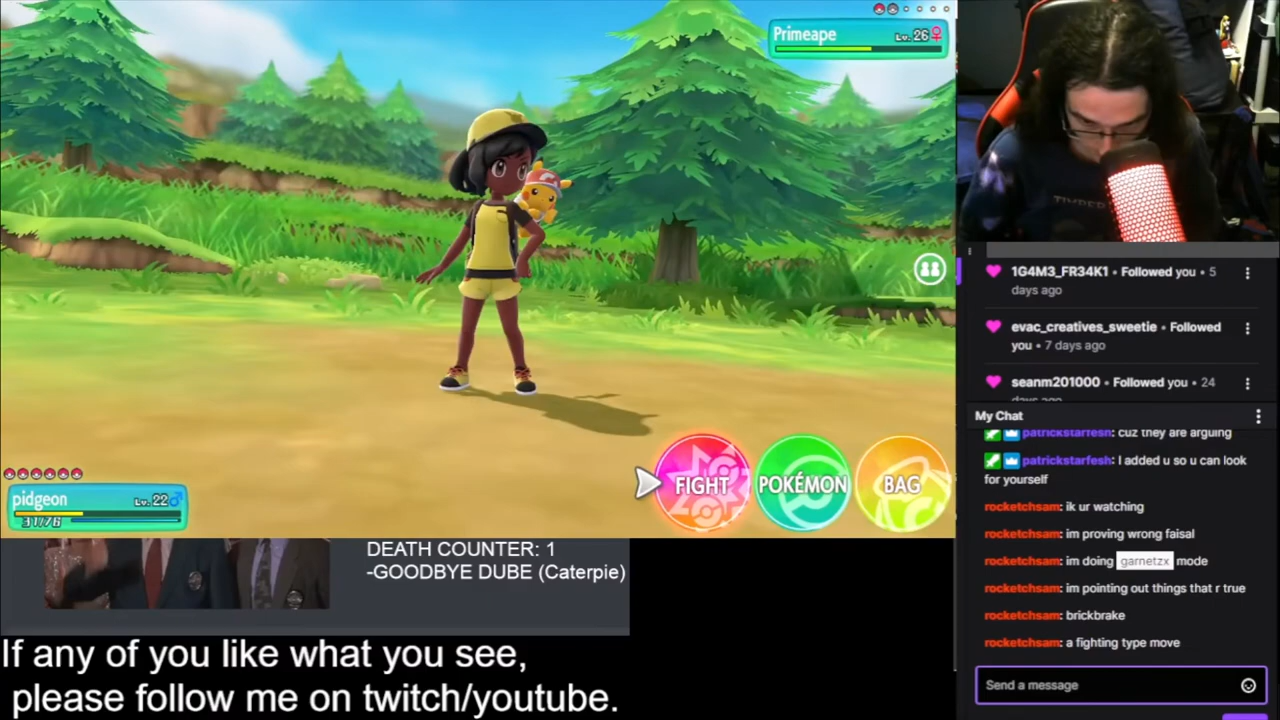 Primeape Lv. 26♀
1G4M3_FR34K1 • Followed you • 5
days ago
evac_creatives_sweetie • Followed
you • 7 days ago
seanm201000 • Followed you • 24
days ago
My Chat
patrickstarfesh: cuz they are arguing
patrickstarfesh: I added u so u can look
for yourself
rocketchsam: ik ur watching
rocketchsam: im proving wrong faisal
rocketchsam: im doing garnetzx mode
rocketchsam: im pointing out things that r true
rocketchsam: brickbrake
rocketchsam: a fighting type move
Send a message
FIGHT
POKÉMON
BAG
pidgeon Lv. 22♂
31/76
DEATH COUNTER: 1
-GOODBYE DUBE (Caterpie)
If any of you like what you see,
please follow me on twitch/youtube.